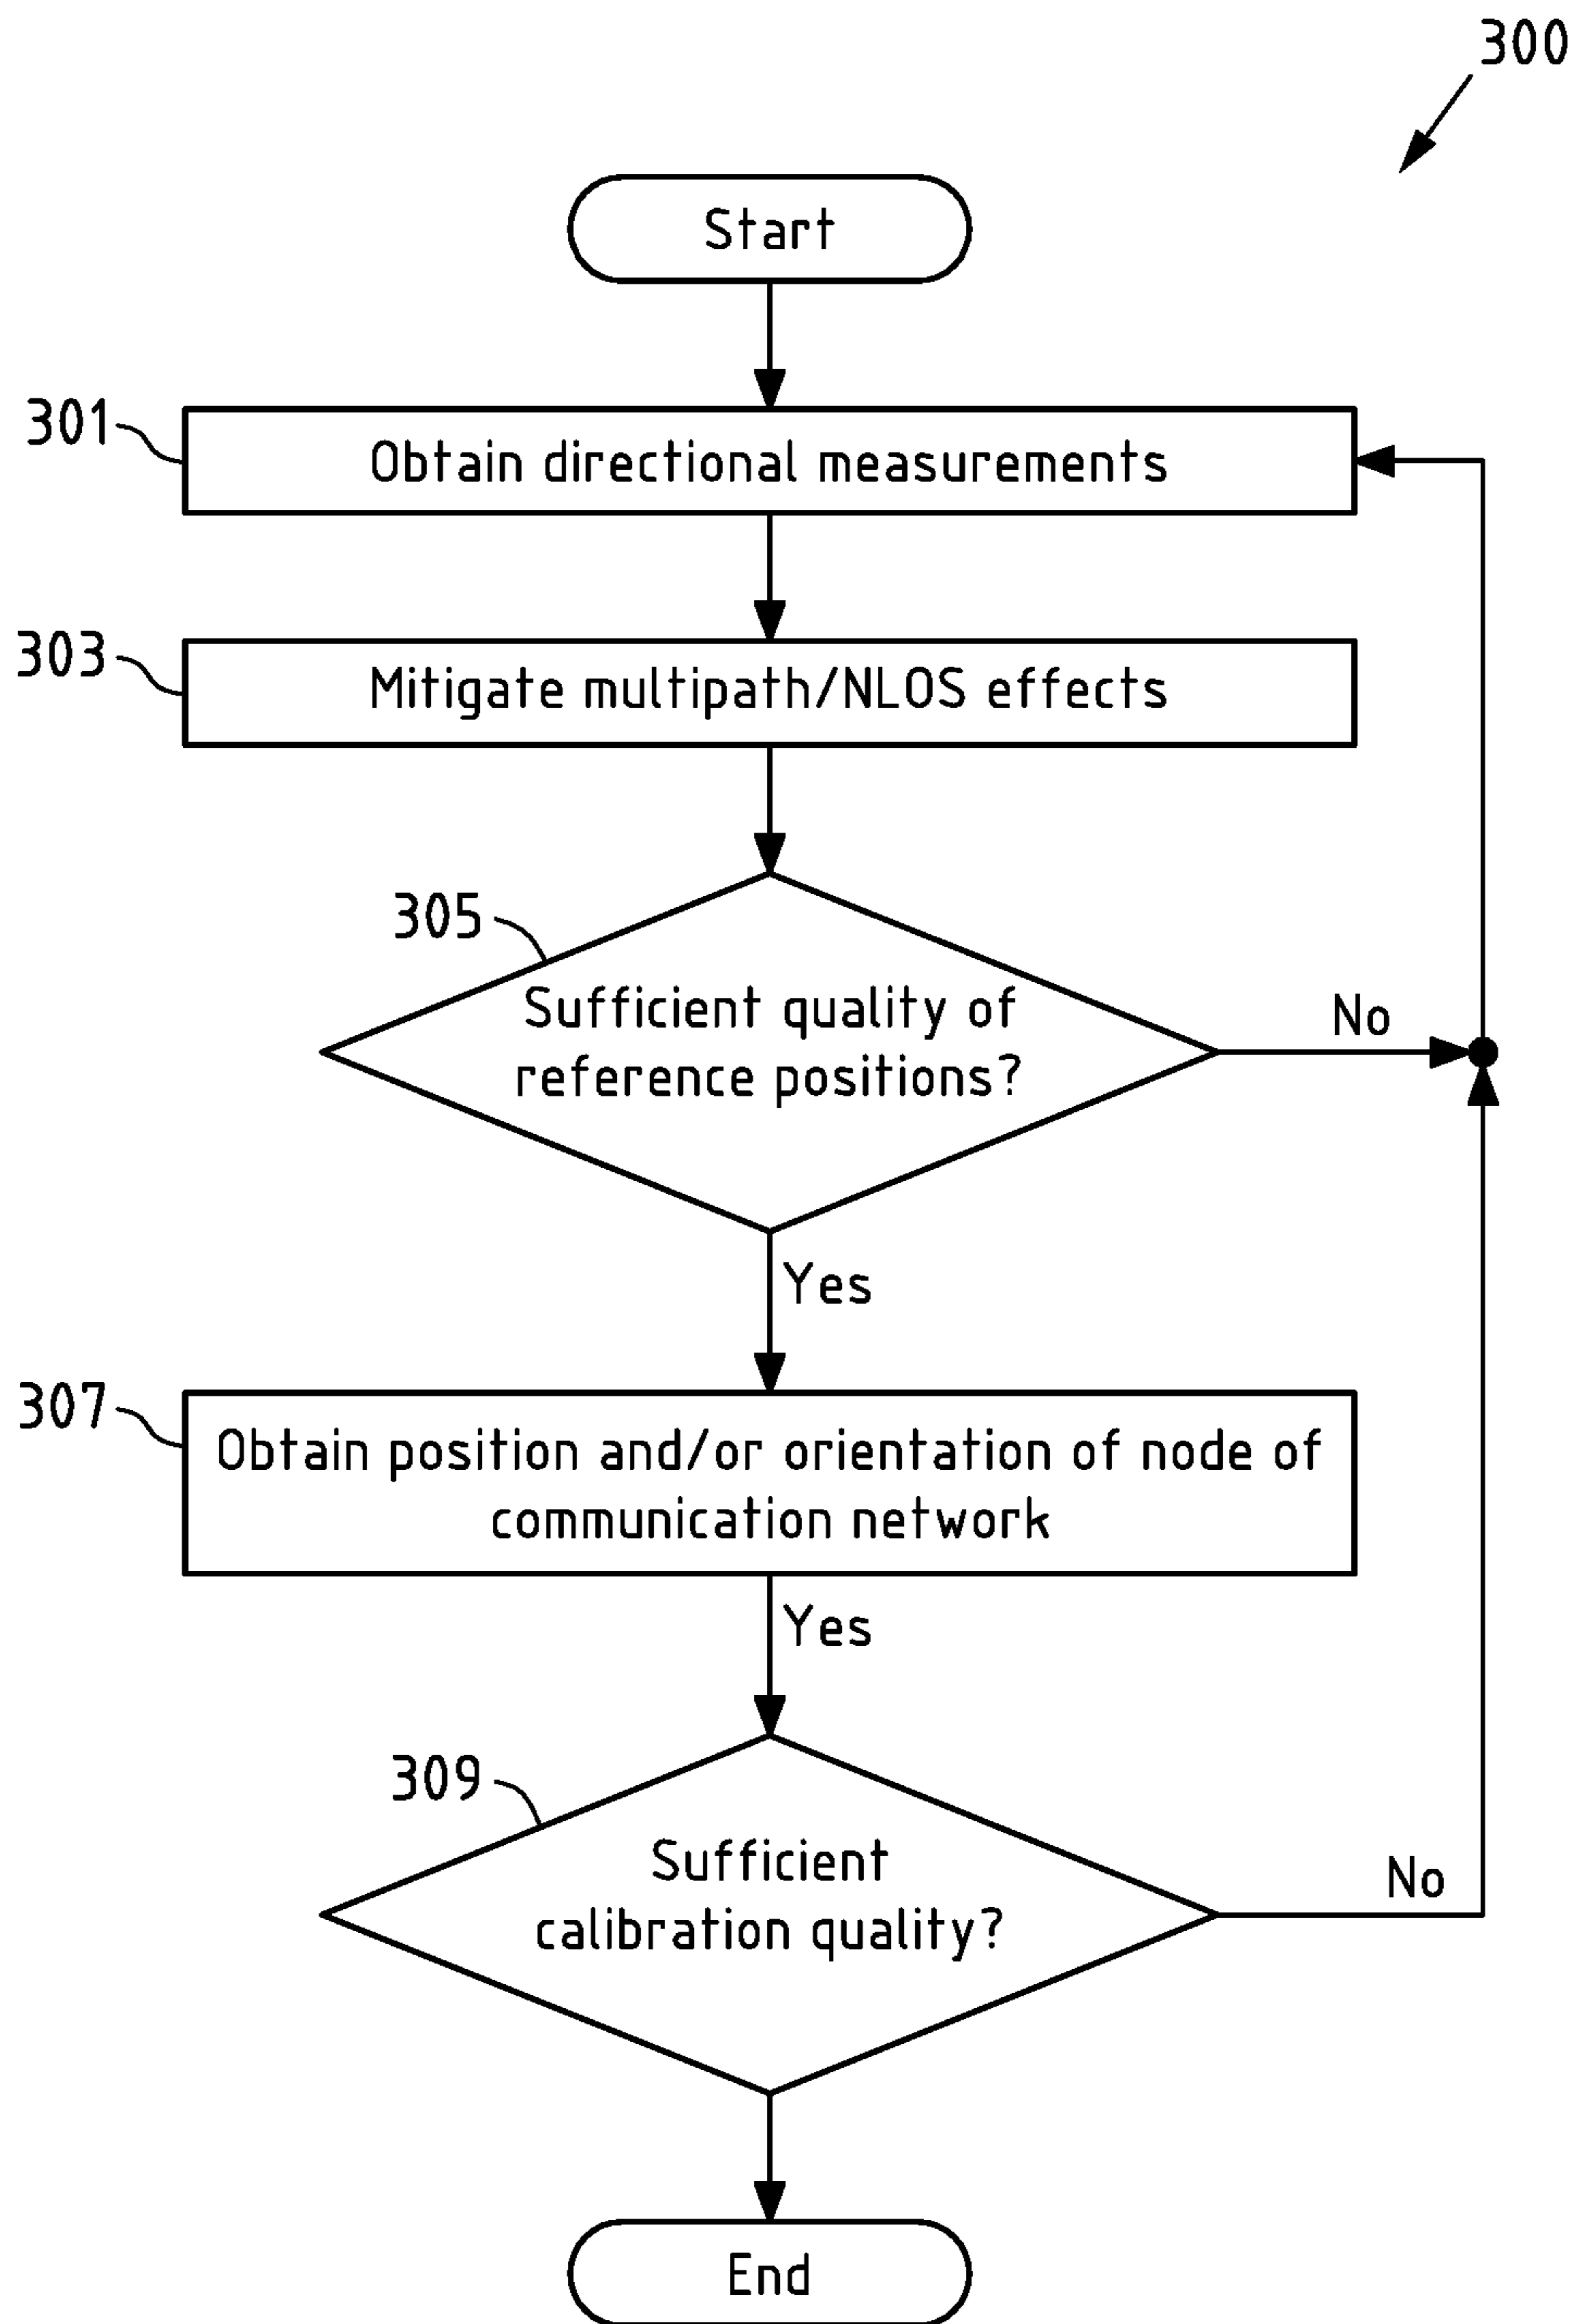 300
Start
301
Obtain directional measurements
303
Mitigate multipath/NLOS effects
305
Sufficient quality of
reference positions?
No
Yes
307
Obtain position and/or orientation of node of
communication network
Yes
309
Sufficient
calibration quality?
No
End